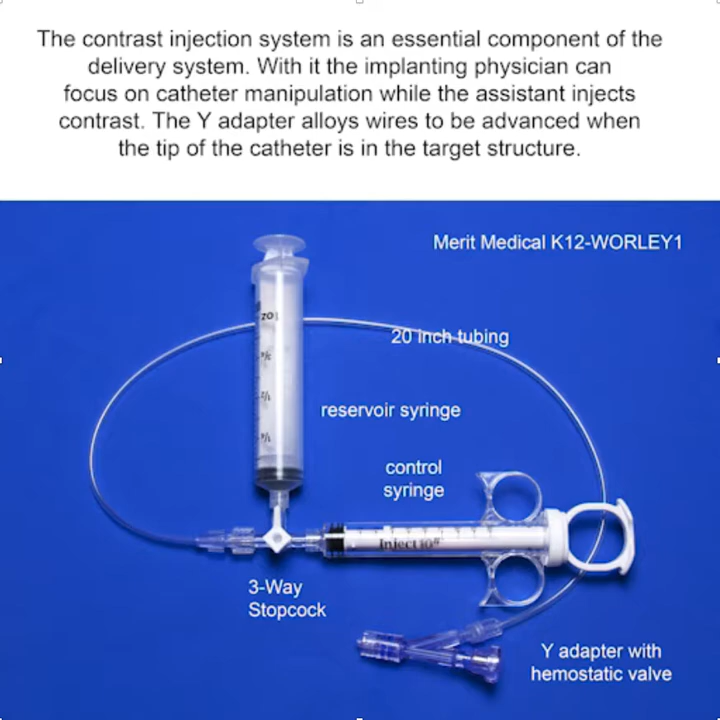 The contrast injection system is an essential component of the
delivery system. With it the implanting physician can
focus on catheter manipulation while the assistant injects
contrast. The Y adapter alloys wires to be advanced when
the tip of the catheter is in the target structure.
Merit Medical K12-WORLEY1
20 inch tubing
reservoir syringe
control
syringe
Inject10
3-Way
Stopcock
Y adapter with
hemostatic valve